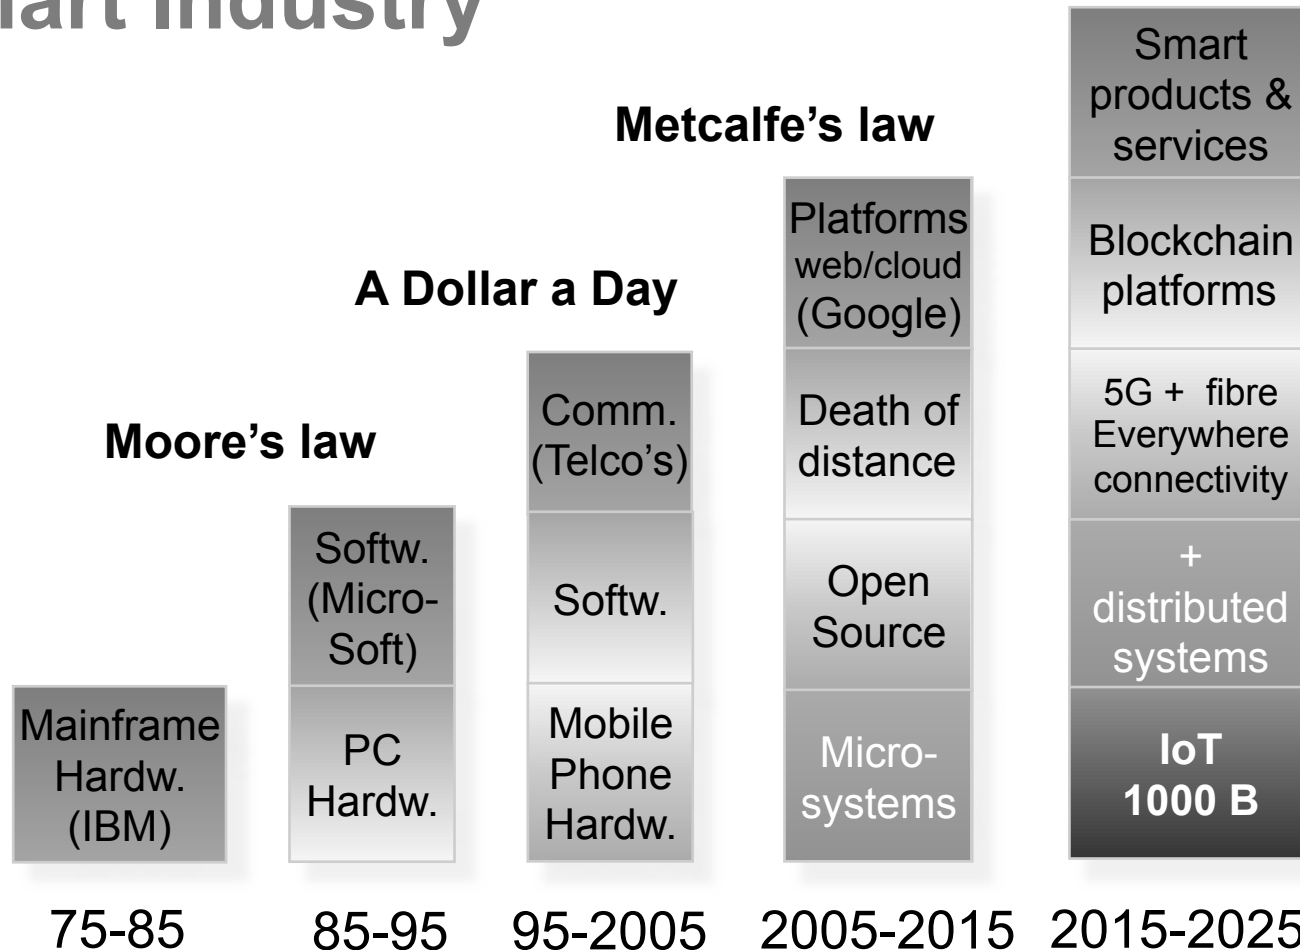 mart Industry
Metcalfe’s law
A Dollar a Day
Moore’s law
Mainframe
Hardw.
(IBM)
75-85
Softw.
(Micro-
Soft)
PC
Hardw.
85-95
Comm.
(Telco’s)
Softw.
Mobile
Phone
Hardw.
95-2005
Platforms
web/cloud
(Google)
Death of
distance
Open
Source
Micro-
systems
2005-2015
Smart
products &
services
Blockchain
platforms
5G + fibre
Everywhere
connectivity
+
distributed
systems
IoT
1000 B
2015-2025